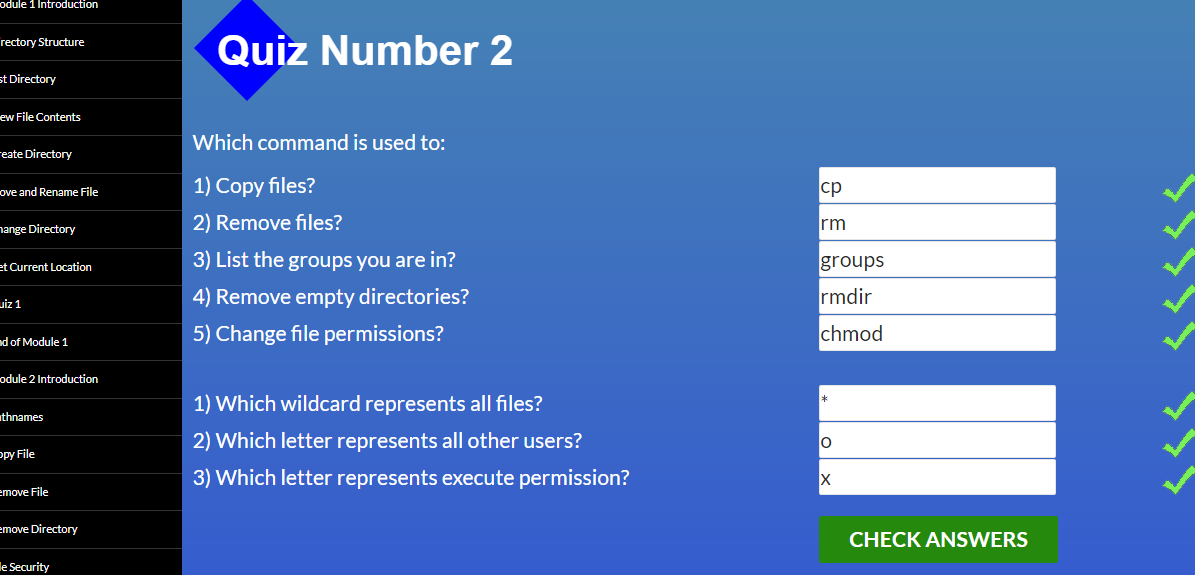 odule 1 Introduction
rectory Structure
st Directory
ew File Contents
reate Directory
ove and Rename File
hange Directory
et Current Location
uiz 1
nd of Module 1
odule 2 Introduction
thnames
opy File
emove File
emove Directory
le Security
Quiz Number 2
Which command is used to:
1) Copy files? cp
2) Remove files? rm
3) List the groups you are in? groups
4) Remove empty directories? rmdir
5) Change file permissions? chmod
1) Which wildcard represents all files? *
2) Which letter represents all other users? o
3) Which letter represents execute permission? x
CHECK ANSWERS